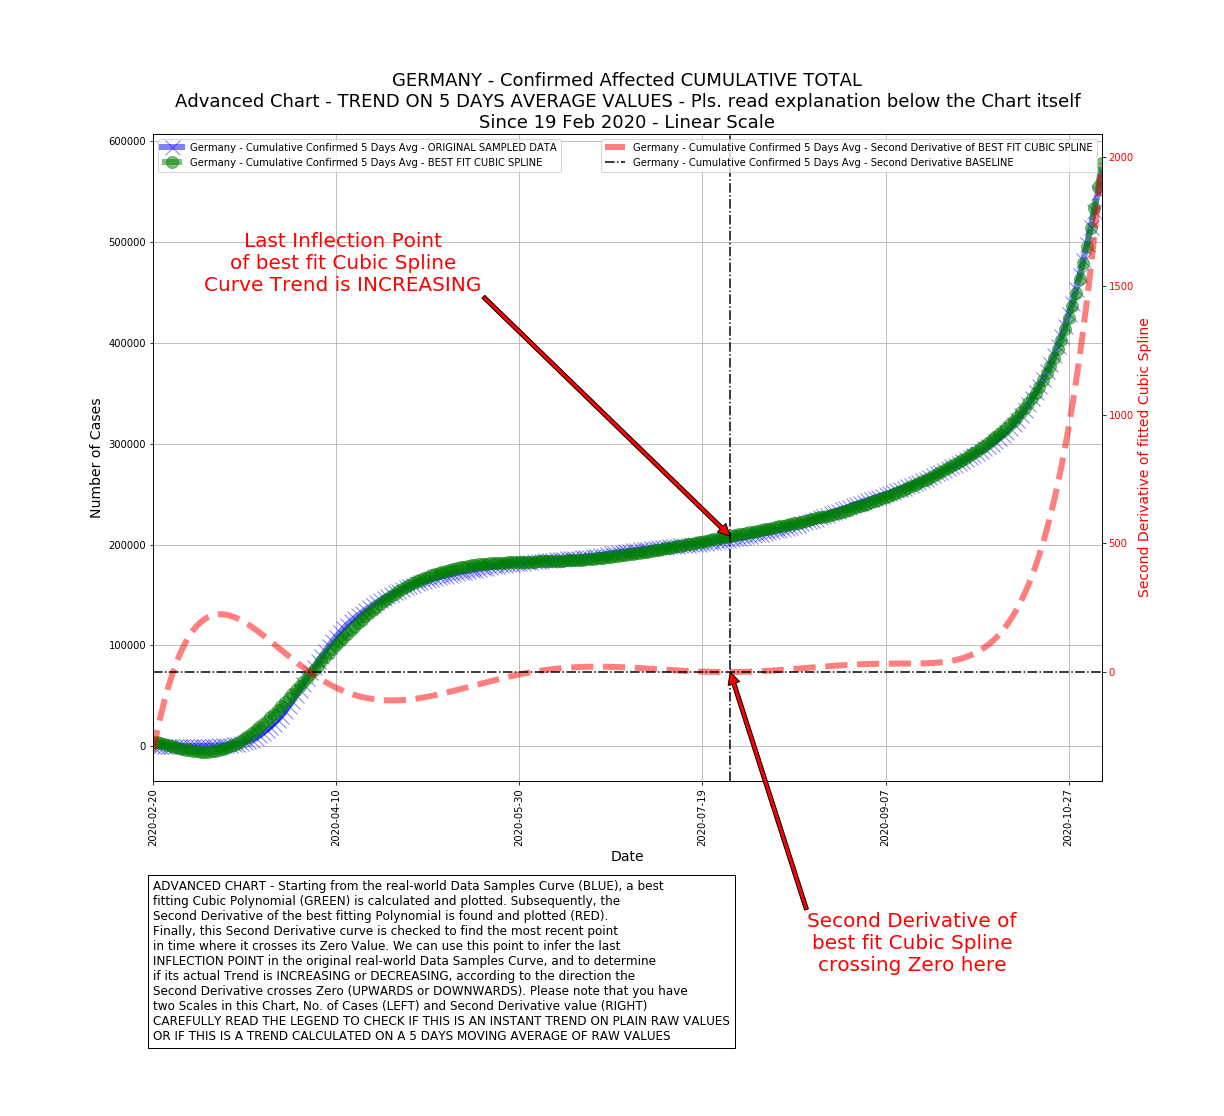 GERMANY - Confirmed Affected CUMULATIVE TOTAL
Advanced Chart - TREND ON 5 DAYS AVERAGE VALUES - Pls. read explanation below the Chart itself
Since 19 Feb 2020 - Linear Scale
Germany - Cumulative Confirmed 5 Days Avg - ORIGINAL SAMPLED DATA
Germany - Cumulative Confirmed 5 Days Avg - BEST FIT CUBIC SPLINE
Germany - Cumulative Confirmed 5 Days Avg - Second Derivative of BEST FIT CUBIC SPLINE
Germany - Cumulative Confirmed 5 Days Avg - Second Derivative BASELINE
Last Inflection Point
of best fit Cubic Spline
Curve Trend is INCREASING
Number of Cases
600000
500000
400000
300000
200000
100000
0
2000
1500
1000
500
0
Second Derivative of fitted Cubic Spline
2020-02-20
2020-04-10
2020-05-30
2020-07-19
2020-09-07
2020-10-27
Date
Second Derivative of
best fit Cubic Spline
crossing Zero here
ADVANCED CHART - Starting from the real-world Data Samples Curve (BLUE), a best
fitting Cubic Polynomial (GREEN) is calculated and plotted. Subsequently, the
Second Derivative of the best fitting Polynomial is found and plotted (RED).
Finally, this Second Derivative curve is checked to find the most recent point
in time where it crosses its Zero Value. We can use this point to infer the last
INFLECTION POINT in the original real-world Data Samples Curve, and to determine
if its actual Trend is INCREASING or DECREASING, according to the direction the
Second Derivative crosses Zero (UPWARDS or DOWNWARDS). Please note that you have
two Scales in this Chart, No. of Cases (LEFT) and Second Derivative value (RIGHT)
CAREFULLY READ THE LEGEND TO CHECK IF THIS IS AN INSTANT TREND ON PLAIN RAW VALUES
OR IF THIS IS A TREND CALCULATED ON A 5 DAYS MOVING AVERAGE OF RAW VALUES